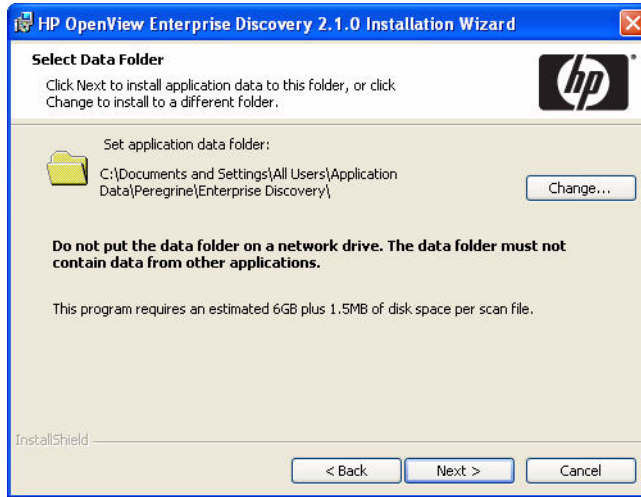 HP OpenView Enterprise Discovery 2.1.0 Installation Wizard
Select Data Folder
Click Next to install application data to this folder, or click
Change to install to a different folder.
hp
Set application data folder:
C:\Documents and Settings\All Users\Application
Data\Peregrine\Enterprise Discovery\
Change...
Do not put the data folder on a network drive. The data folder must not
contain data from other applications.
This program requires an estimated 6GB plus 1.5MB of disk space per scan file.
InstallShield
< Back
Next >
Cancel